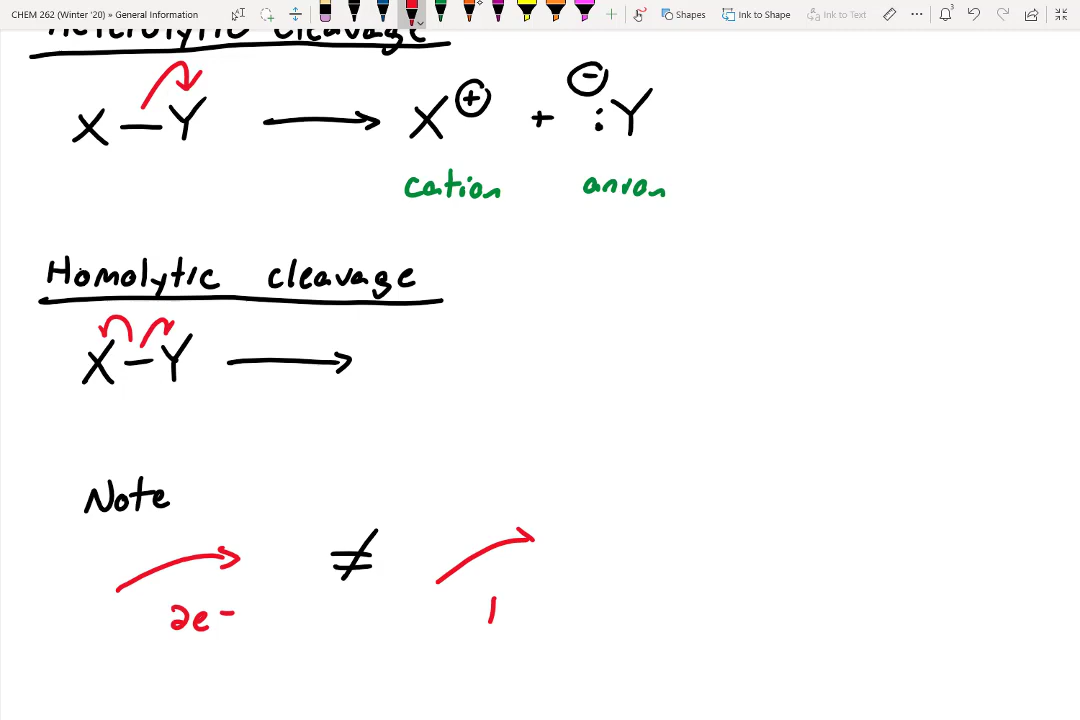 CHEM 262 (Winter '20) » General Information
Shapes
Ink to Shape
Ink to Text
3
Heterolytic cleavage
X — Y ⟶ X⊕ + ⊖:Y
cation anion
Homolytic cleavage
X — Y ⟶
Note
≠
2e - 1